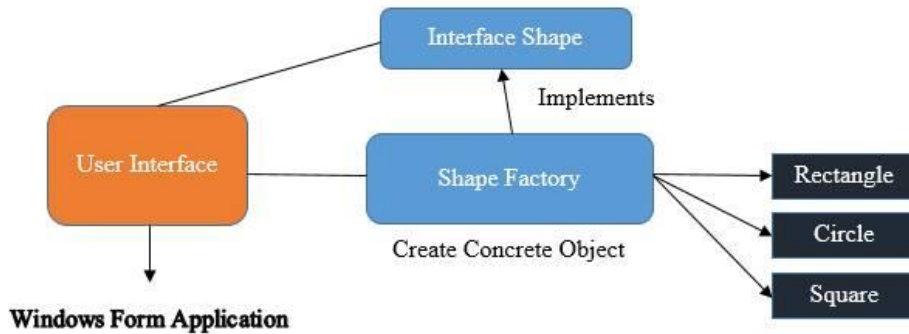 Interface Shape
Implements
User Interface
Shape Factory
Rectangle
Circle
Square
Create Concrete Object
Windows Form Application